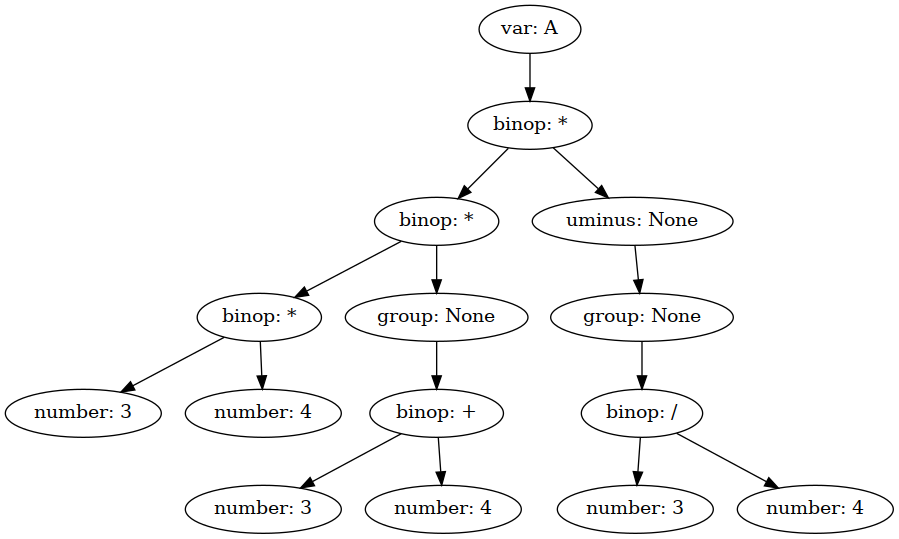 var: A
binop: *
binop: *
uminus: None
binop: *
group: None
group: None
number: 3
number: 4
binop: +
binop: /
number: 3
number: 4
number: 3
number: 4